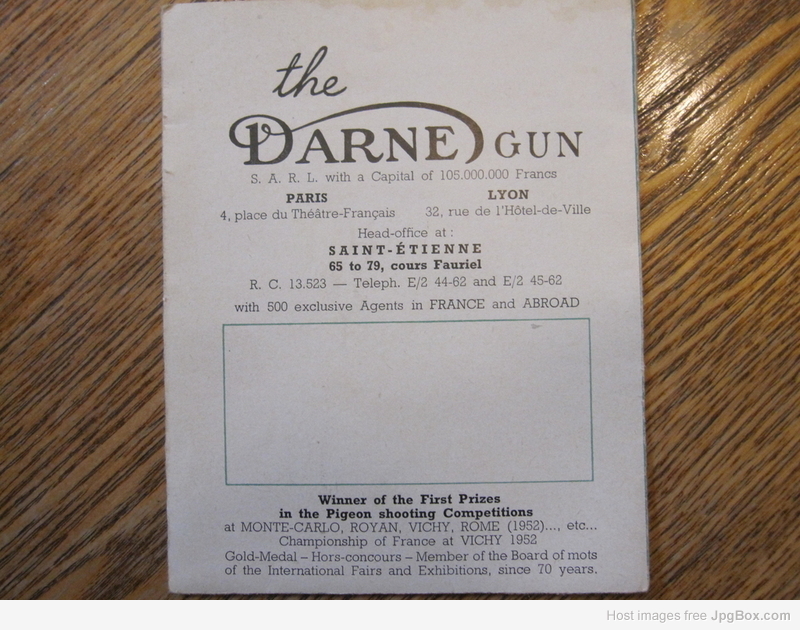 the
DARNE GUN
S. A. R. L. with a Capital of 105.000.000 Francs
PARIS LYON
4, place du Théâtre-Français 32, rue de l'Hôtel-de-Ville
Head-office at :
SAINT-ÉTIENNE
65 to 79, cours Fauriel
R. C. 13.523 — Teleph. E/2 44-62 and E/2 45-62
with 500 exclusive Agents in FRANCE and ABROAD
Winner of the First Prizes
in the Pigeon shooting Competitions
at MONTE-CARLO, ROYAN, VICHY, ROME (1952)..., etc...
Championship of France at VICHY 1952
Gold-Medal – Hors-concours – Member of the Board of mots
of the International Fairs and Exhibitions, since 70 years.
Host images free JpgBox.com